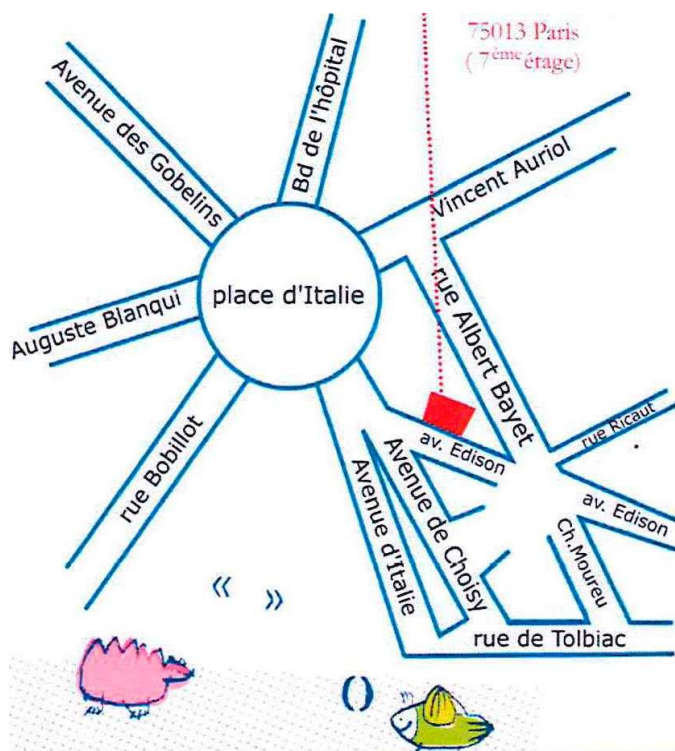 75013 Paris
( 7ème étage)
Avenue des Gobelins
Bd de l'hôpital
Vincent Auriol
place d'Italie
Auguste Blanqui
rue Albert Bayet
rue Bobillot
av. Edison
rue Ricaut
Avenue de Choisy
Avenue d'Italie
av. Edison
Ch.Moureu
rue de Tolbiac
« »
()